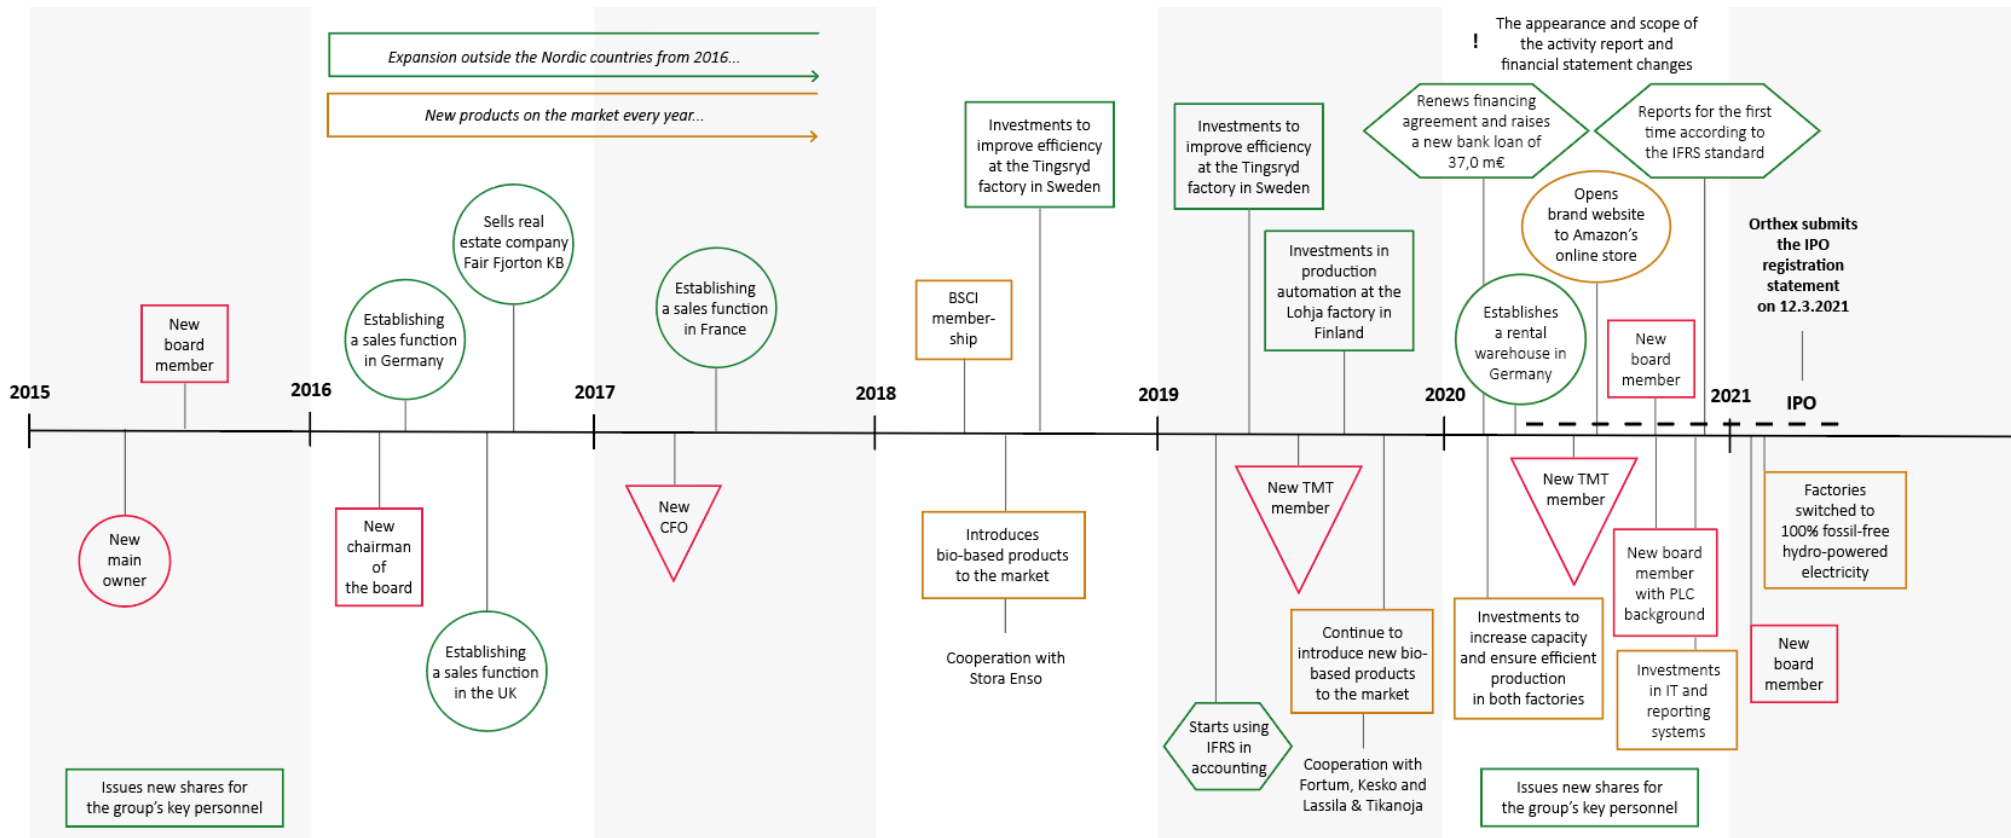 The appearance and scope of
! the activity report and
financial statement changes
Expansion outside the Nordic countries from 2016...
New products on the market every year...
2015
New
board
member
New
main
owner
Issues new shares for
the group's key personnel
2016
Establishing
a sales function
in Germany
Sells real
estate company
Fair Fjorton KB
New
chairman
of
the board
Establishing
a sales function
in the UK
2017
Establishing
a sales function
in France
New
CFO
2018
BSCI
member-
ship
Investments to
improve efficiency
at the Tingsryd
factory in Sweden
Introduces
bio-based products
to the market
Cooperation with
Stora Enso
2019
Investments to
improve efficiency
at the Tingsryd
factory in Sweden
Investments in
production
automation at the
Lohja factory in
Finland
Starts using
IFRS in
accounting
New TMT
member
Continue to
introduce new bio-
based products
to the market
Cooperation with
Fortum, Kesko and
Lassila & Tikanoja
2020
Renews financing
agreement and raises
a new bank loan of
37,0 m€
Reports for the first
time according to
the IFRS standard
Opens
brand website
to Amazon's
online store
Establishes
a rental
warehouse in
Germany
New
board
member
New TMT
member
Investments to
increase capacity
and ensure efficient
production
in both factories
New board
member
with PLC
background
Investments
in IT and
reporting
systems
Issues new shares for
the group's key personnel
2021
Orthex submits
the IPO
registration
statement
on 12.3.2021
IPO
Factories
switched to
100% fossil-free
hydro-powered
electricity
New
board
member